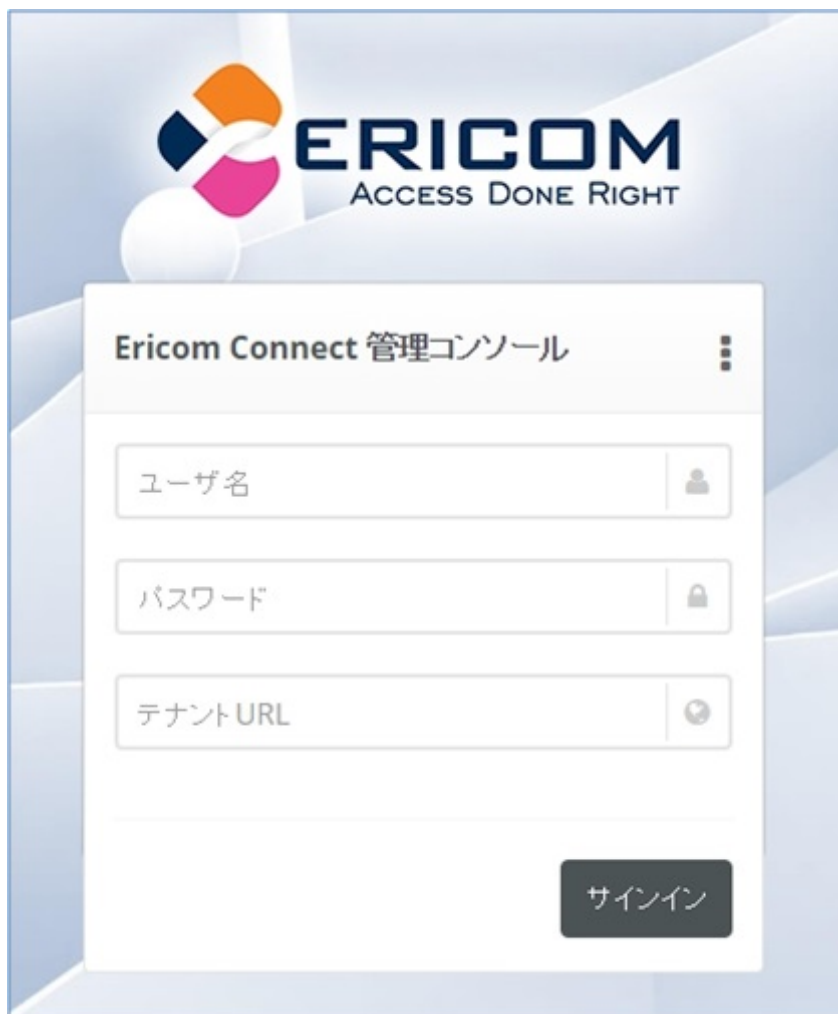 ERICOM
ACCESS DONE RIGHT
Ericom Connect 管理コンソール
ユーザ名
パスワード
テナントURL
サインイン